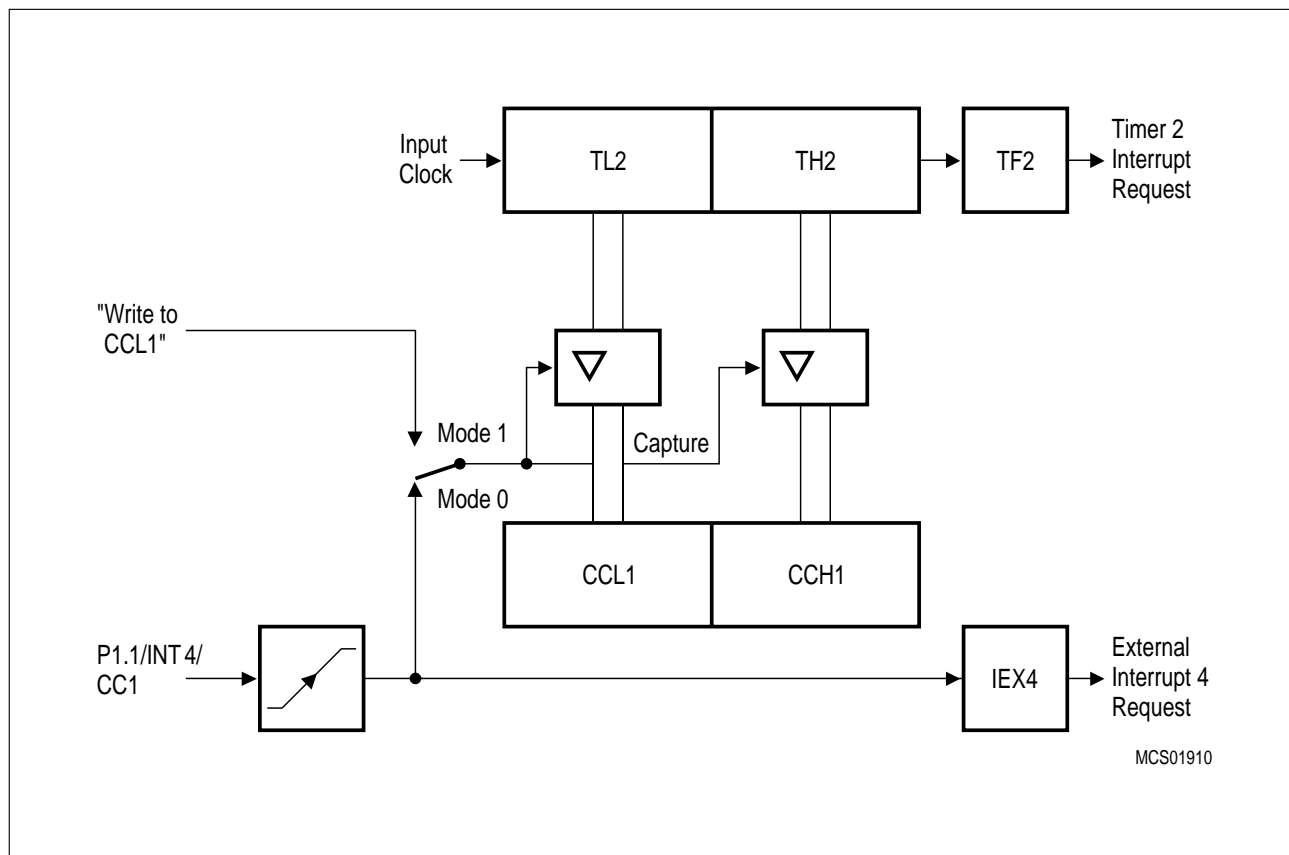 Input
Clock
TL2
TH2
TF2
Timer 2
Interrupt
Request
"Write to
CCL1"
Mode 1
Capture
Mode 0
CCL1
CCH1
P1.1/INT 4/
CC1
IEX4
External
Interrupt 4
Request
MCS01910